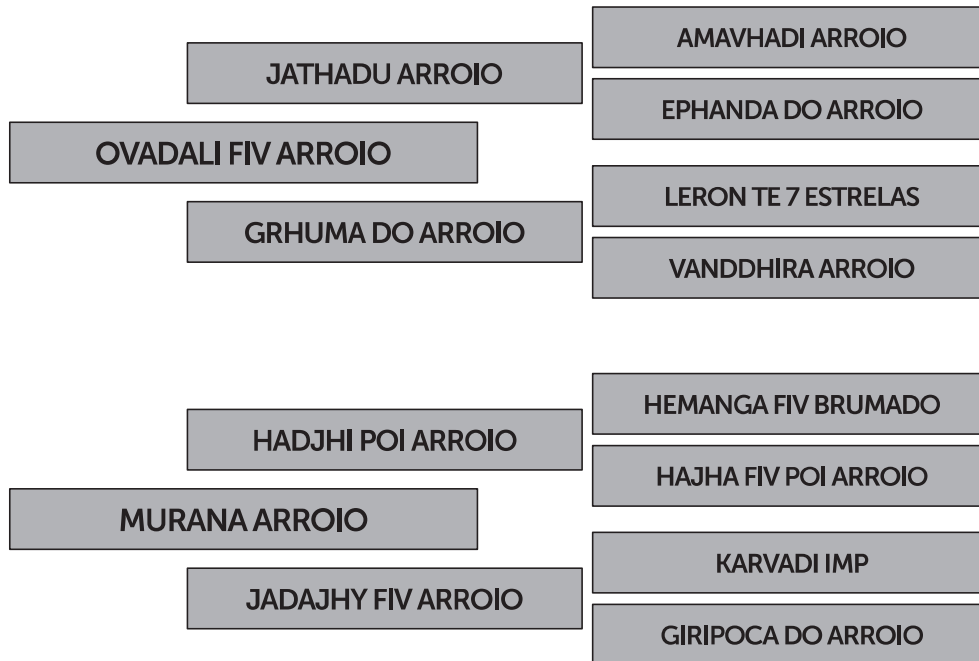 AMAVHADI ARROIO
JATHADU ARROIO
EPHANDA DO ARROIO
OVADALI FIV ARROIO
LERON TE 7 ESTRELAS
GRHUMA DO ARROIO
VANDDHIRA ARROIO
HEMANGA FIV BRUMADO
HADJHI POI ARROIO
HAJHA FIV POI ARROIO
MURANA ARROIO
KARVADI IMP
JADAJHY FIV ARROIO
GIRIPOCA DO ARROIO